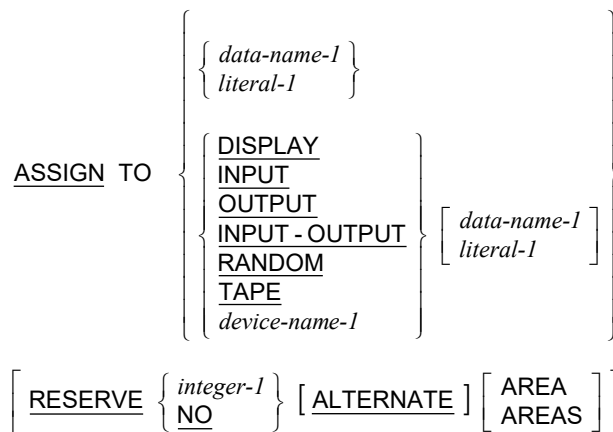 data-name-1
literal-1
ASSIGN TO
DISPLAY
INPUT
OUTPUT
INPUT - OUTPUT
RANDOM
TAPE
device-name-1
data-name-1
literal-1
[ RESERVE { integer-1
NO } [ ALTERNATE ] [ AREA
AREAS ] ]